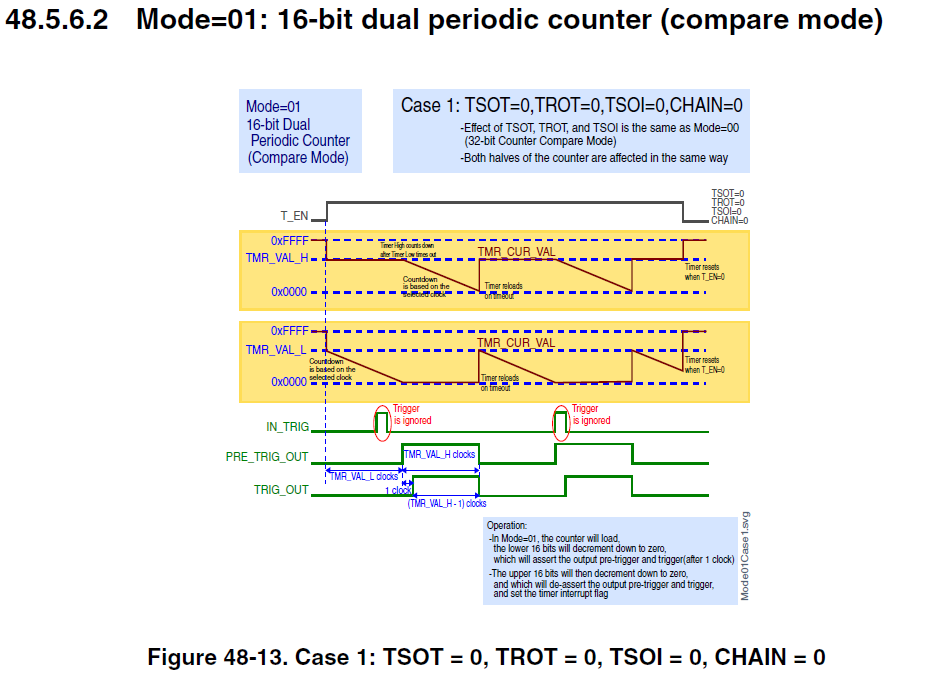 48.5.6.2 Mode=01: 16-bit dual periodic counter (compare mode)
Mode=01
16-bit Dual
Periodic Counter
(Compare Mode)
Case 1: TSOT=0,TROT=0,TSOI=0,CHAIN=0
-Effect of TSOT, TROT, and TSOI is the same as Mode=00
(32-bit Counter Compare Mode)
-Both halves of the counter are affected in the same way
T_EN
TSOT=0
TROT=0
TSOI=0
CHAIN=0
0xFFFF
TMR_VAL_H
0x0000
Timer High counts down
after Timer Low times out
Countdown
is based on the
selected clock
TMR_CUR_VAL
Timer reloads
on timeout
Timer resets
when T_EN=0
0xFFFF
TMR_VAL_L
0x0000
Countdown
is based on the
selected clock
TMR_CUR_VAL
Timer reloads
on timeout
Timer resets
when T_EN=0
IN_TRIG
Trigger
is ignored
Trigger
is ignored
PRE_TRIG_OUT
TMR_VAL_H clocks
TMR_VAL_L clocks
TRIG_OUT
1 clock
(TMR_VAL_H - 1) clocks
Operation:
-In Mode=01, the counter will load,
the lower 16 bits will decrement down to zero,
which will assert the output pre-trigger and trigger(after 1 clock)
-The upper 16 bits will then decrement down to zero,
and which will de-assert the output pre-trigger and trigger,
and set the timer interrupt flag
Mode01Case1.svg
Figure 48-13. Case 1: TSOT = 0, TROT = 0, TSOI = 0, CHAIN = 0